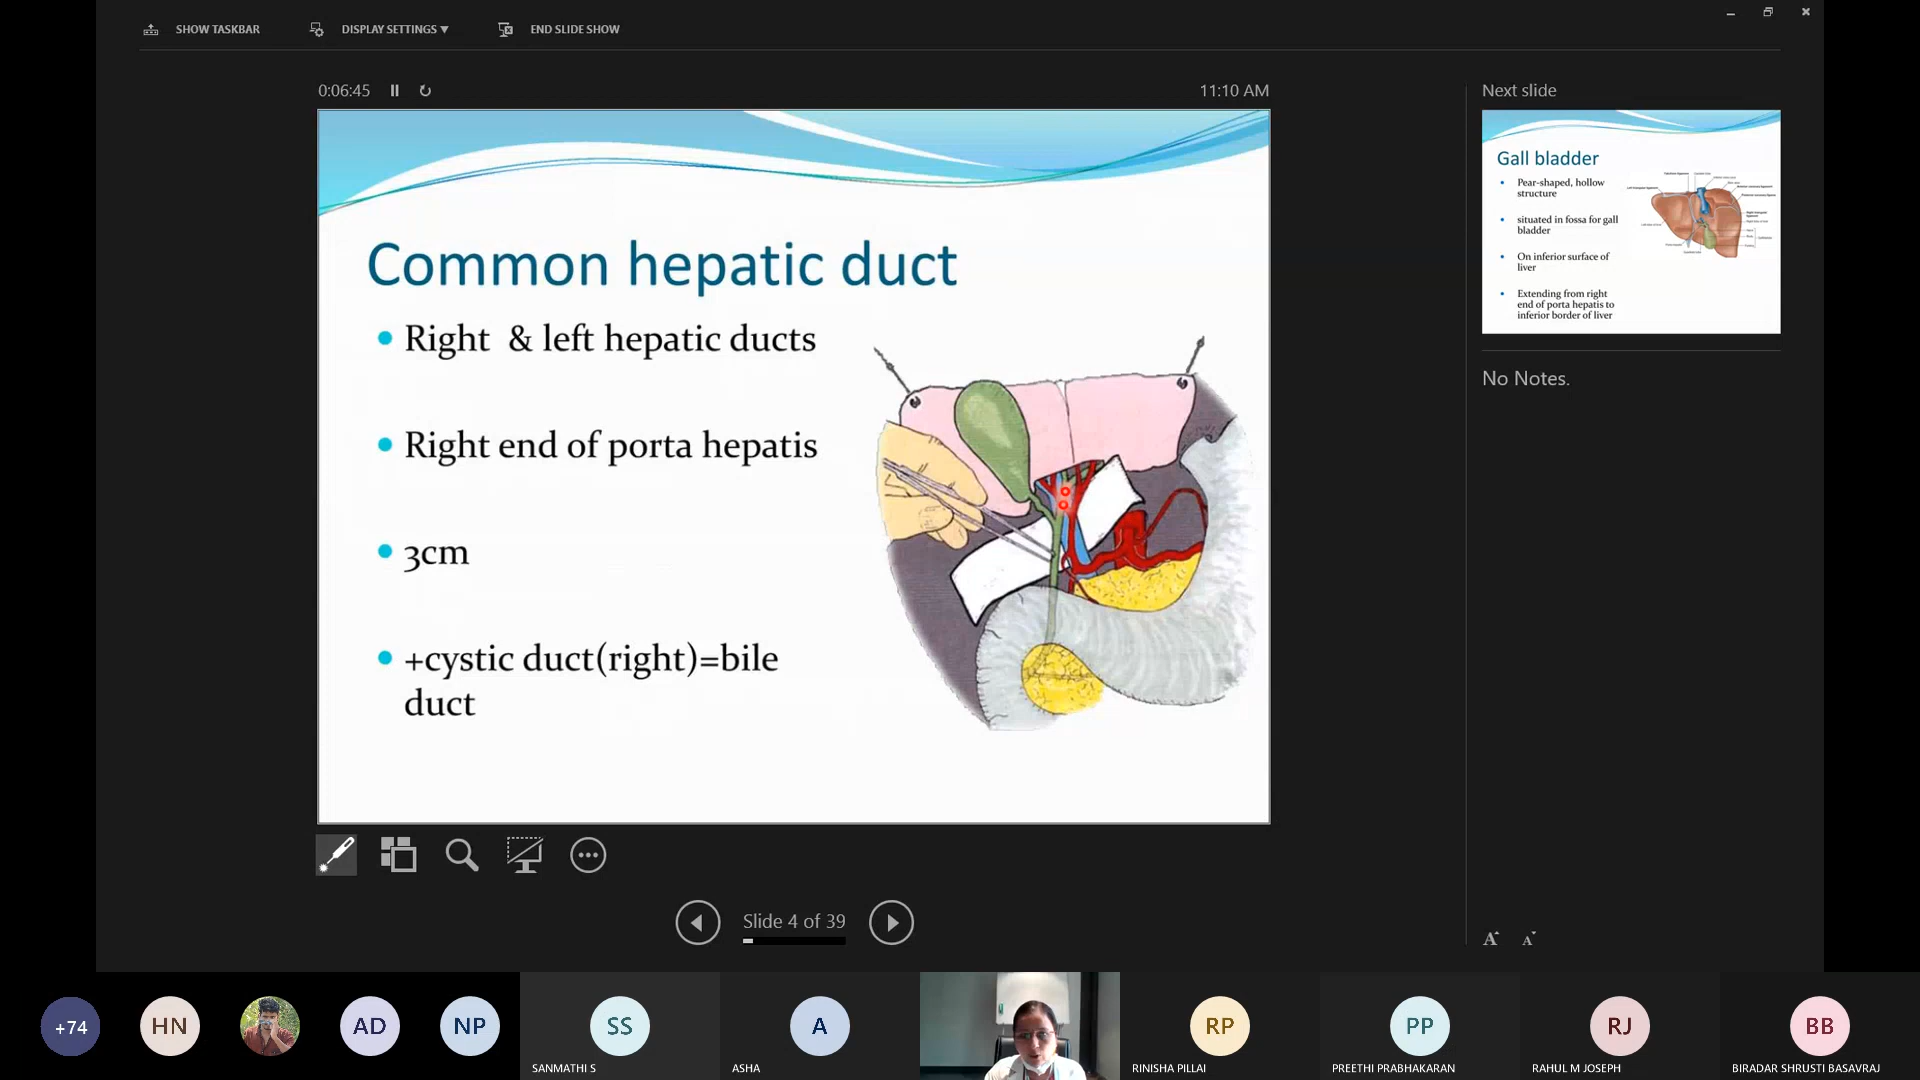 SHOW TASKBAR
DISPLAY SETTINGS ▾
END SLIDE SHOW
0:06:45
11:10 AM
Common hepatic duct
• Right & left hepatic ducts
• Right end of porta hepatis
• 3cm
• +cystic duct(right)=bile
duct
Next slide
Gall bladder
• Pear-shaped, hollow
structure
• situated in fossa for gall
bladder
• On inferior surface of
liver
• Extending from right
end of porta hepatis to
inferior border of liver
No Notes.
Slide 4 of 39
A A
+74
HN
AD
NP
SS
SANMATHI S
A
ASHA
RP
RINISHA PILLAI
PP
PREETHI PRABHAKARAN
RJ
RAHUL M JOSEPH
BB
BIRADAR SHRUSTI BASAVRAJ